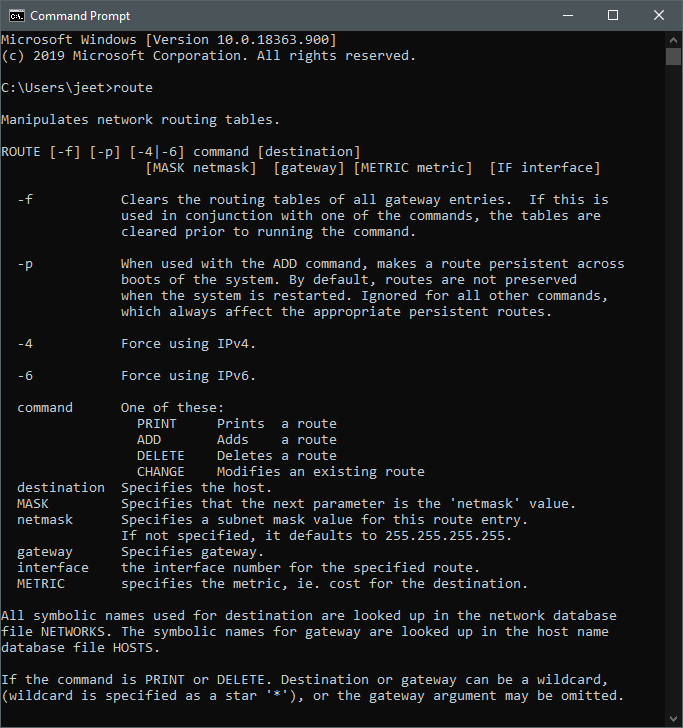 Command Prompt
Microsoft Windows [Version 10.0.18363.900]
(c) 2019 Microsoft Corporation. All rights reserved.
C:\Users\jeet>route
Manipulates network routing tables.
ROUTE [-f] [-p] [-4|-6] command [destination]
                  [MASK netmask]  [gateway] [METRIC metric]  [IF interface]
  -f           Clears the routing tables of all gateway entries.  If this is
               used in conjunction with one of the commands, the tables are
               cleared prior to running the command.
  -p           When used with the ADD command, makes a route persistent across
               boots of the system. By default, routes are not preserved
               when the system is restarted. Ignored for all other commands,
               which always affect the appropriate persistent routes.
  -4           Force using IPv4.
  -6           Force using IPv6.
  command      One of these:
                 PRINT     Prints  a route
                 ADD       Adds    a route
                 DELETE    Deletes a route
                 CHANGE    Modifies an existing route
  destination  Specifies the host.
  MASK         Specifies that the next parameter is the 'netmask' value.
  netmask      Specifies a subnet mask value for this route entry.
               If not specified, it defaults to 255.255.255.255.
  gateway      Specifies gateway.
  interface    the interface number for the specified route.
  METRIC       specifies the metric, ie. cost for the destination.
All symbolic names used for destination are looked up in the network database
file NETWORKS. The symbolic names for gateway are looked up in the host name
database file HOSTS.
If the command is PRINT or DELETE. Destination or gateway can be a wildcard,
(wildcard is specified as a star '*'), or the gateway argument may be omitted.